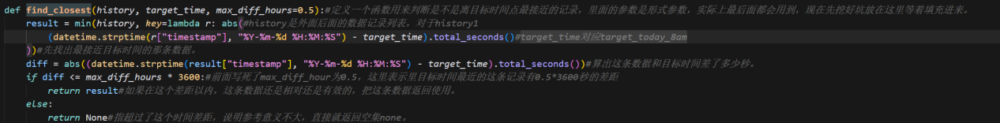 def find_closest(history, target_time, max_diff_hours=0.5):#定义一个函数用来判断是不是离目标时间点最接近的记录，里面的参数是形式参数，实际上最后面都会用到，现在先挖好坑放在这里等着填充进来。
result = min(history, key=lambda r: abs(#history是外面后面的数据记录列表，对于history1
(datetime.strptime(r["timestamp"], "%Y-%m-%d %H:%M:%S") - target_time).total_seconds()#target_time对应target_today_8am
))#先找出最接近目标时间的那条数据。
diff = abs((datetime.strptime(result["timestamp"], "%Y-%m-%d %H:%M:%S") - target_time).total_seconds())#算出这条数据和目标时间差了多少秒。
if diff <= max_diff_hours * 3600:#前面写死了max_diff_hour为0.5，这里表示里目标时间最近的这条记录有0.5*3600秒的差距
return result#如果在这个差距以内，这条数据还是相对还是有效的，把这条数据返回使用。
else:
return None#指超过了这个时间差距，说明参考意义不大，直接就返回空集none。